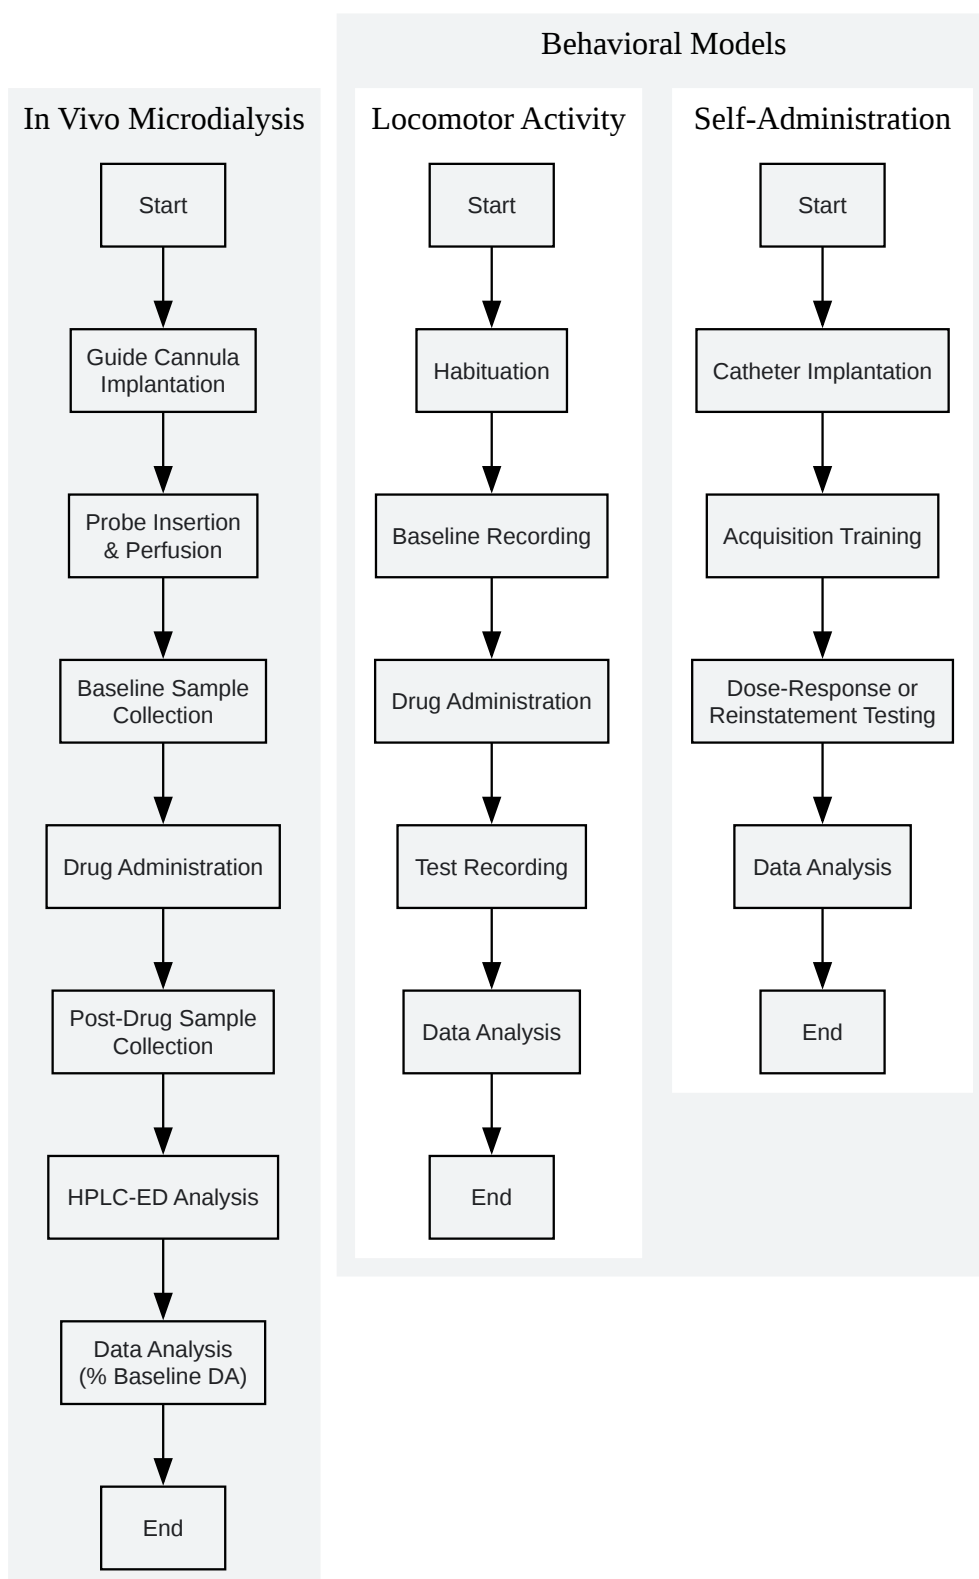 Behavioral Models
In Vivo Microdialysis
Start
Guide Cannula
Implantation
Probe Insertion
& Perfusion
Baseline Sample
Collection
Drug Administration
Post-Drug Sample
Collection
HPLC-ED Analysis
Data Analysis
(% Baseline DA)
End
Locomotor Activity
Start
Habituation
Baseline Recording
Drug Administration
Test Recording
Data Analysis
End
Self-Administration
Start
Catheter Implantation
Acquisition Training
Dose-Response or
Reinstatement Testing
Data Analysis
End